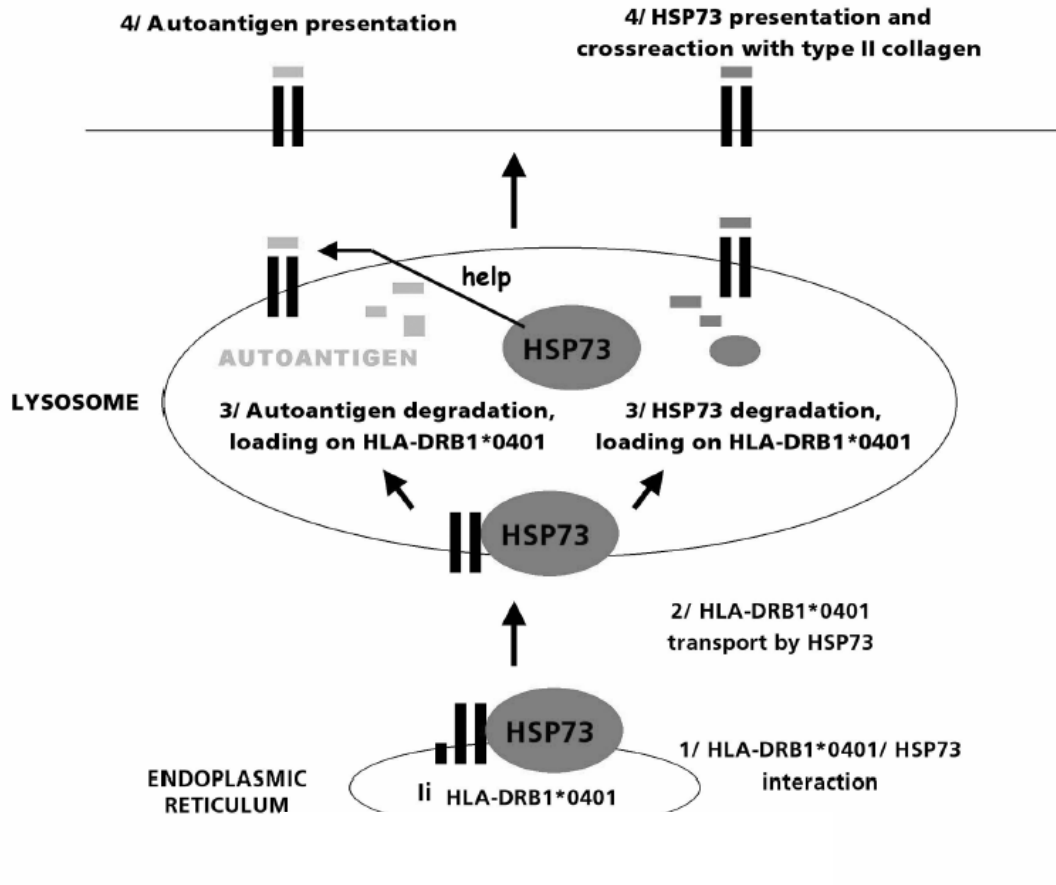 4/ Autoantigen presentation
4/ HSP73 presentation and
crossreaction with type II collagen
help
HSP73
AUTOANTIGEN
LYSOSOME
3/ Autoantigen degradation,
loading on HLA-DRB1*0401
3/ HSP73 degradation,
loading on HLA-DRB1*0401
HSP73
2/ HLA-DRB1*0401
transport by HSP73
HSP73
1/ HLA-DRB1*0401/ HSP73
interaction
ENDOPLASMIC
RETICULUM
Ii
HLA-DRB1*0401